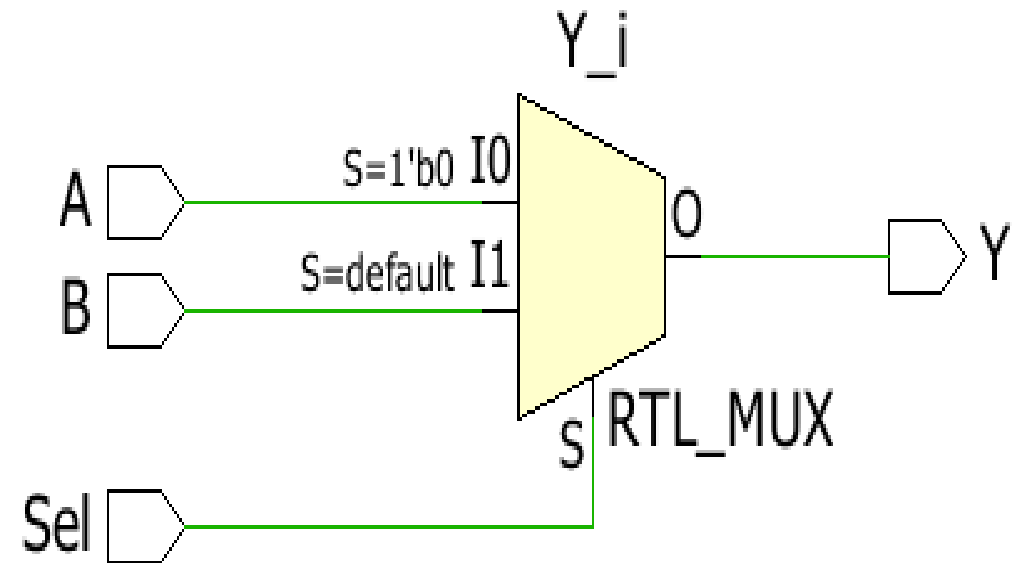 Y_i
A
S=1'b0 I0
O
B
S=default I1
Y
S
RTL_MUX
Sel